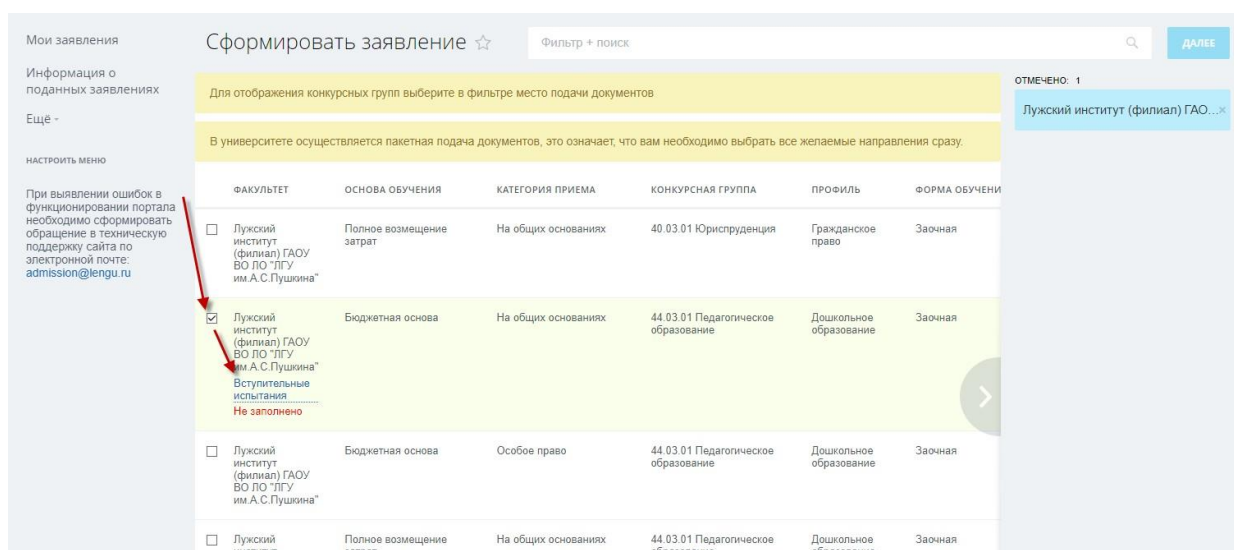 Мои заявления
Информация о
поданных заявлениях
Ещё -
НАСТРОИТЬ МЕНЮ
При выявлении ошибок в
функционировании портала
необходимо сформировать
обращение в техническую
поддержку сайта по
электронной почте:
admission@lengu.ru
Сформировать заявление
Фильтр + поиск
ДАЛЕЕ
Для отображения конкурсных групп выберите в фильтре место подачи документов
В университете осуществляется пакетная подача документов, это означает, что вам необходимо выбрать все желаемые направления сразу.
ФАКУЛЬТЕТ ОСНОВА ОБУЧЕНИЯ КАТЕГОРИЯ ПРИЕМА КОНКУРСНАЯ ГРУППА ПРОФИЛЬ ФОРМА ОБУЧЕНИ
Лужский Полное возмещение На общих основаниях 40.03.01 Юриспруденция Гражданское Заочная
институт затрат право
(филиал) ГАОУ
ВО ЛО "ЛГУ
им.А.С.Пушкина"
Лужский Бюджетная основа На общих основаниях 44.03.01 Педагогическое Дошкольное Заочная
институт образование образование
(филиал) ГАОУ
ВО ЛО "ЛГУ
им.А.С.Пушкина"
Вступительные
испытания
Не заполнено
Лужский Бюджетная основа Особое право 44.03.01 Педагогическое Дошкольное Заочная
институт образование образование
(филиал) ГАОУ
ВО ЛО "ЛГУ
им.А.С.Пушкина"
Лужский Полное возмещение На общих основаниях 44.03.01 Педагогическое Дошкольное Заочная
ОТМЕЧЕНО: 1
Лужский институт (филиал) ГАО...×